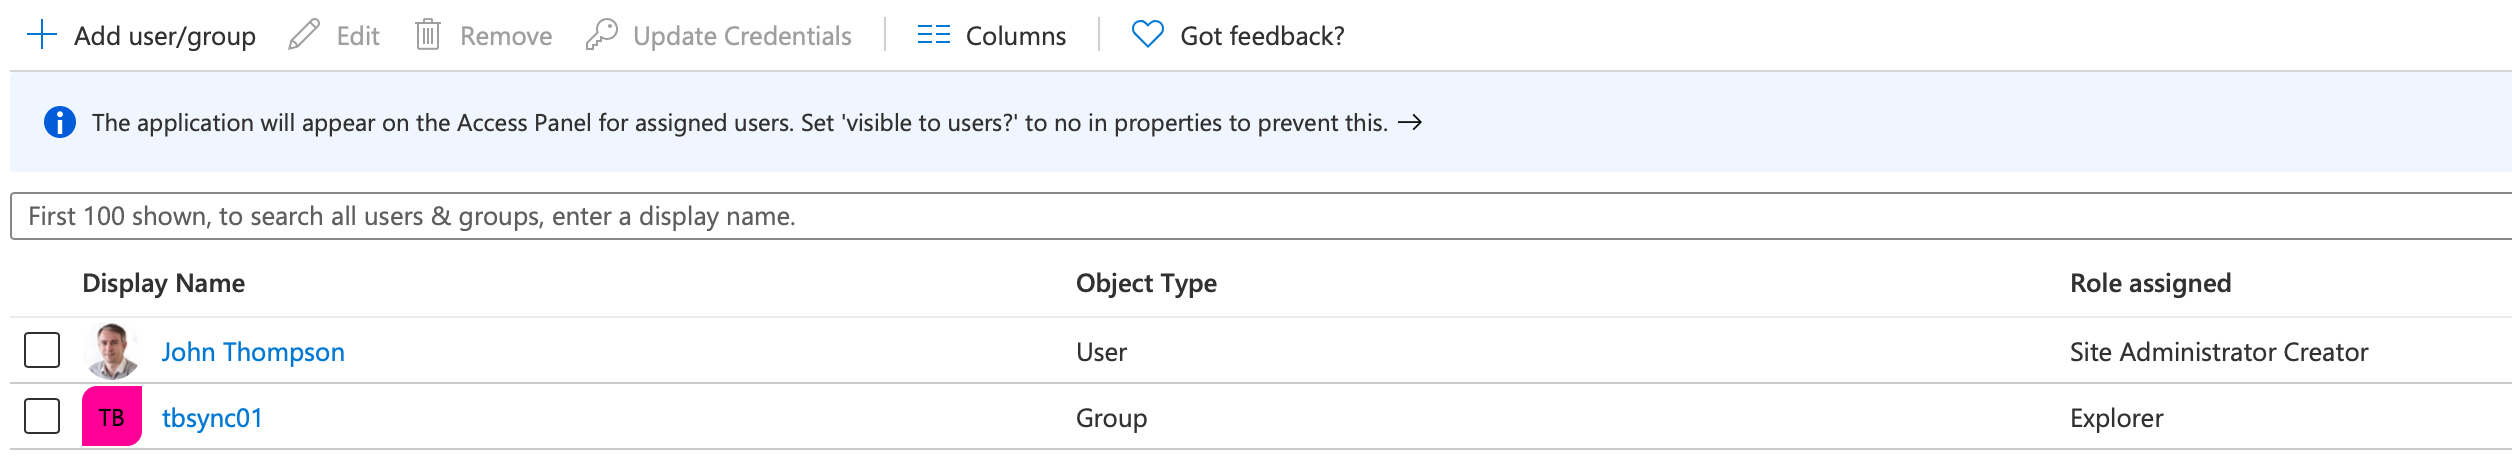 Add user/group Edit Remove Update Credentials Columns Got feedback?
The application will appear on the Access Panel for assigned users. Set 'visible to users?' to no in properties to prevent this. →
First 100 shown, to search all users & groups, enter a display name.
Display Name Object Type Role assigned
John Thompson User Site Administrator Creator
TB tbsync01 Group Explorer